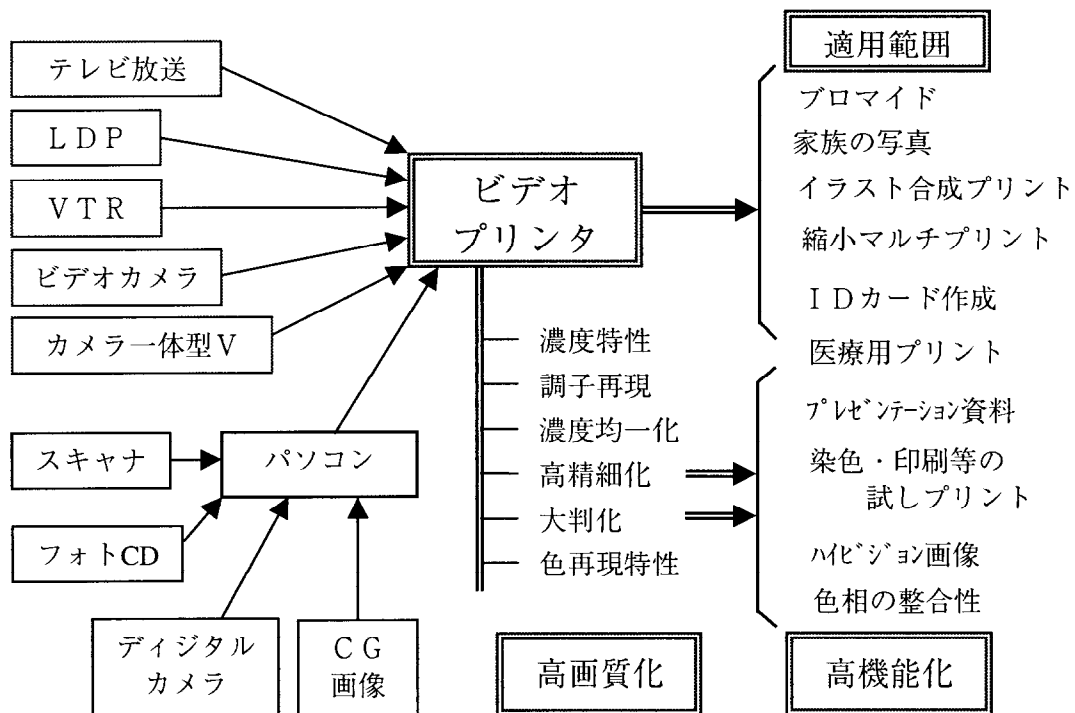 テレビ放送
ＬＤＰ
ＶＴＲ
ビデオカメラ
カメラ一体型Ｖ
スキャナ
フォトCD
ディジタル
カメラ
ＣＧ
画像
パソコン
ビデオ
プリンタ
濃度特性
調子再現
濃度均一化
高精細化
大判化
色再現特性
高画質化
適用範囲
ブロマイド
家族の写真
イラスト合成プリント
縮小マルチプリント
ＩＤカード作成
医療用プリント
ﾌﾟﾚｾﾞﾝﾃｰｼｮﾝ資料
染色・印刷等の
試しプリント
ﾊｲﾋﾞｼﾞｮﾝ画像
色相の整合性
高機能化